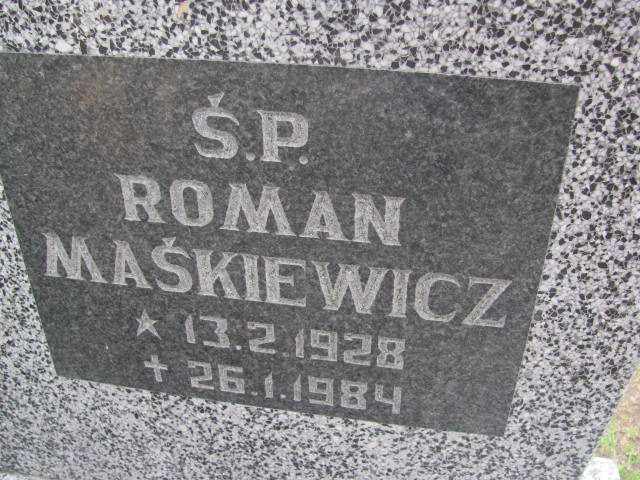 Ś.P.
ROMAN
MAŚKIEWICZ
★ 13.2.1928
✝ 26.1.1984